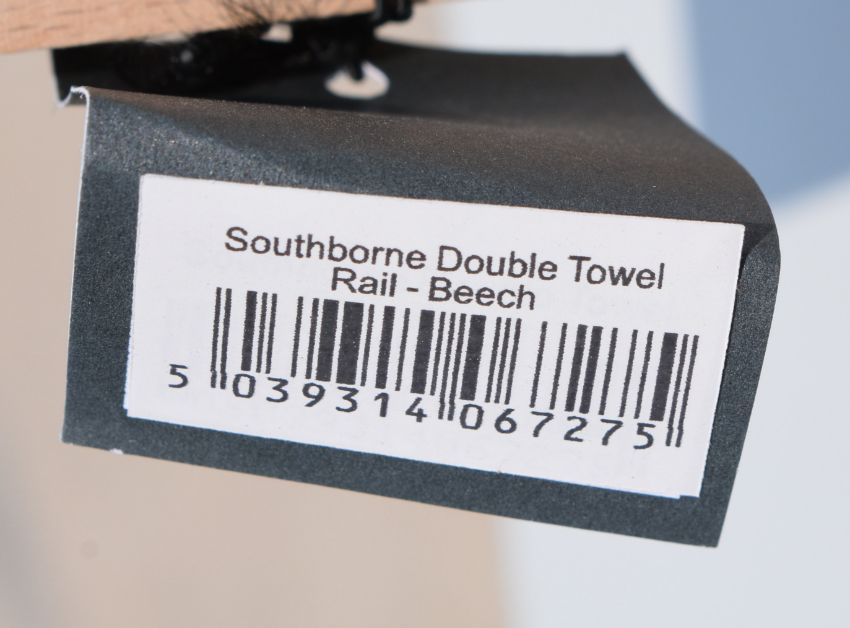 Southborne Double Towel
Rail - Beech
5 039314 067275